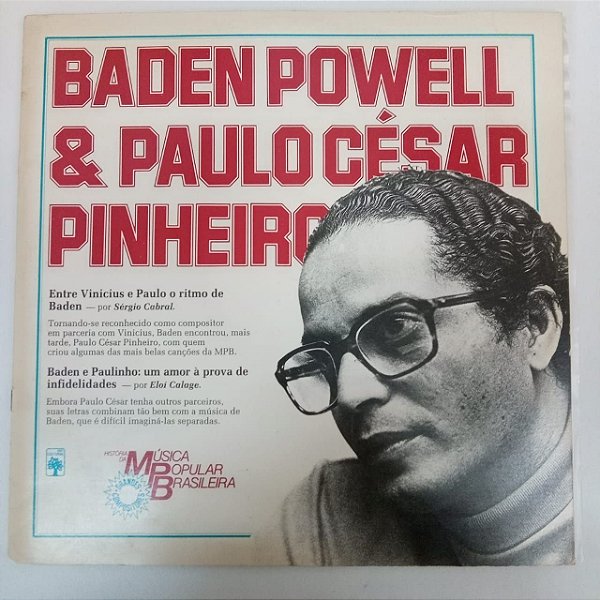 BADEN POWELL
& PAULO CÉSAR
PINHEIRO
Entre Vinicius e Paulo o ritmo de
Baden — por Sérgio Cabral.
Tornando-se reconhecido como compositor
em parceria com Vinicius, Baden encontrou, mais
tarde, Paulo César Pinheiro, com quem
criou algumas das mais belas canções da MPB.
Baden e Paulinho: um amor à prova de
infidelidades — por Eloí Calage.
Embora Paulo César tenha outros parceiros,
suas letras combinam tão bem com a música de
Baden, que é difícil imaginá-las separadas.
HISTÓRIA DA MÚSICA
POPULAR
BRASILEIRA
GRANDES COMPOSITORES